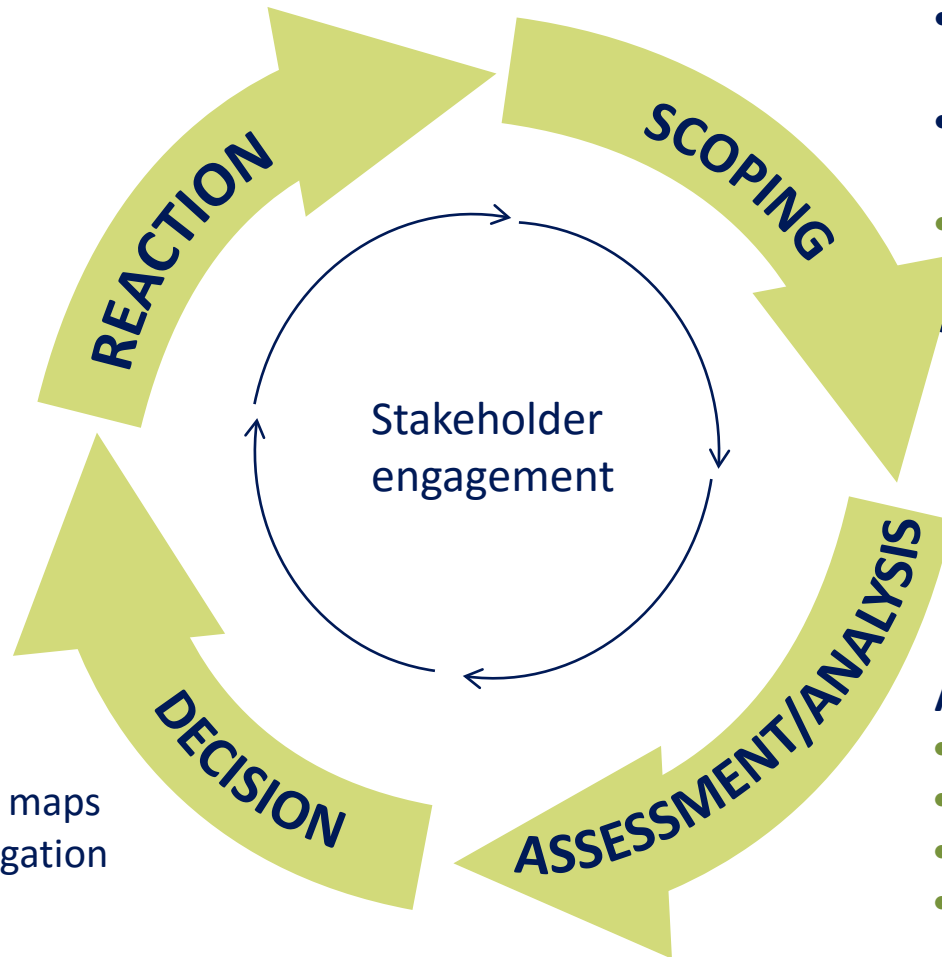 REACTION
SCOPING
Stakeholder
engagement
ASSESSMENT/ANALYSIS
DECISION
maps
gation